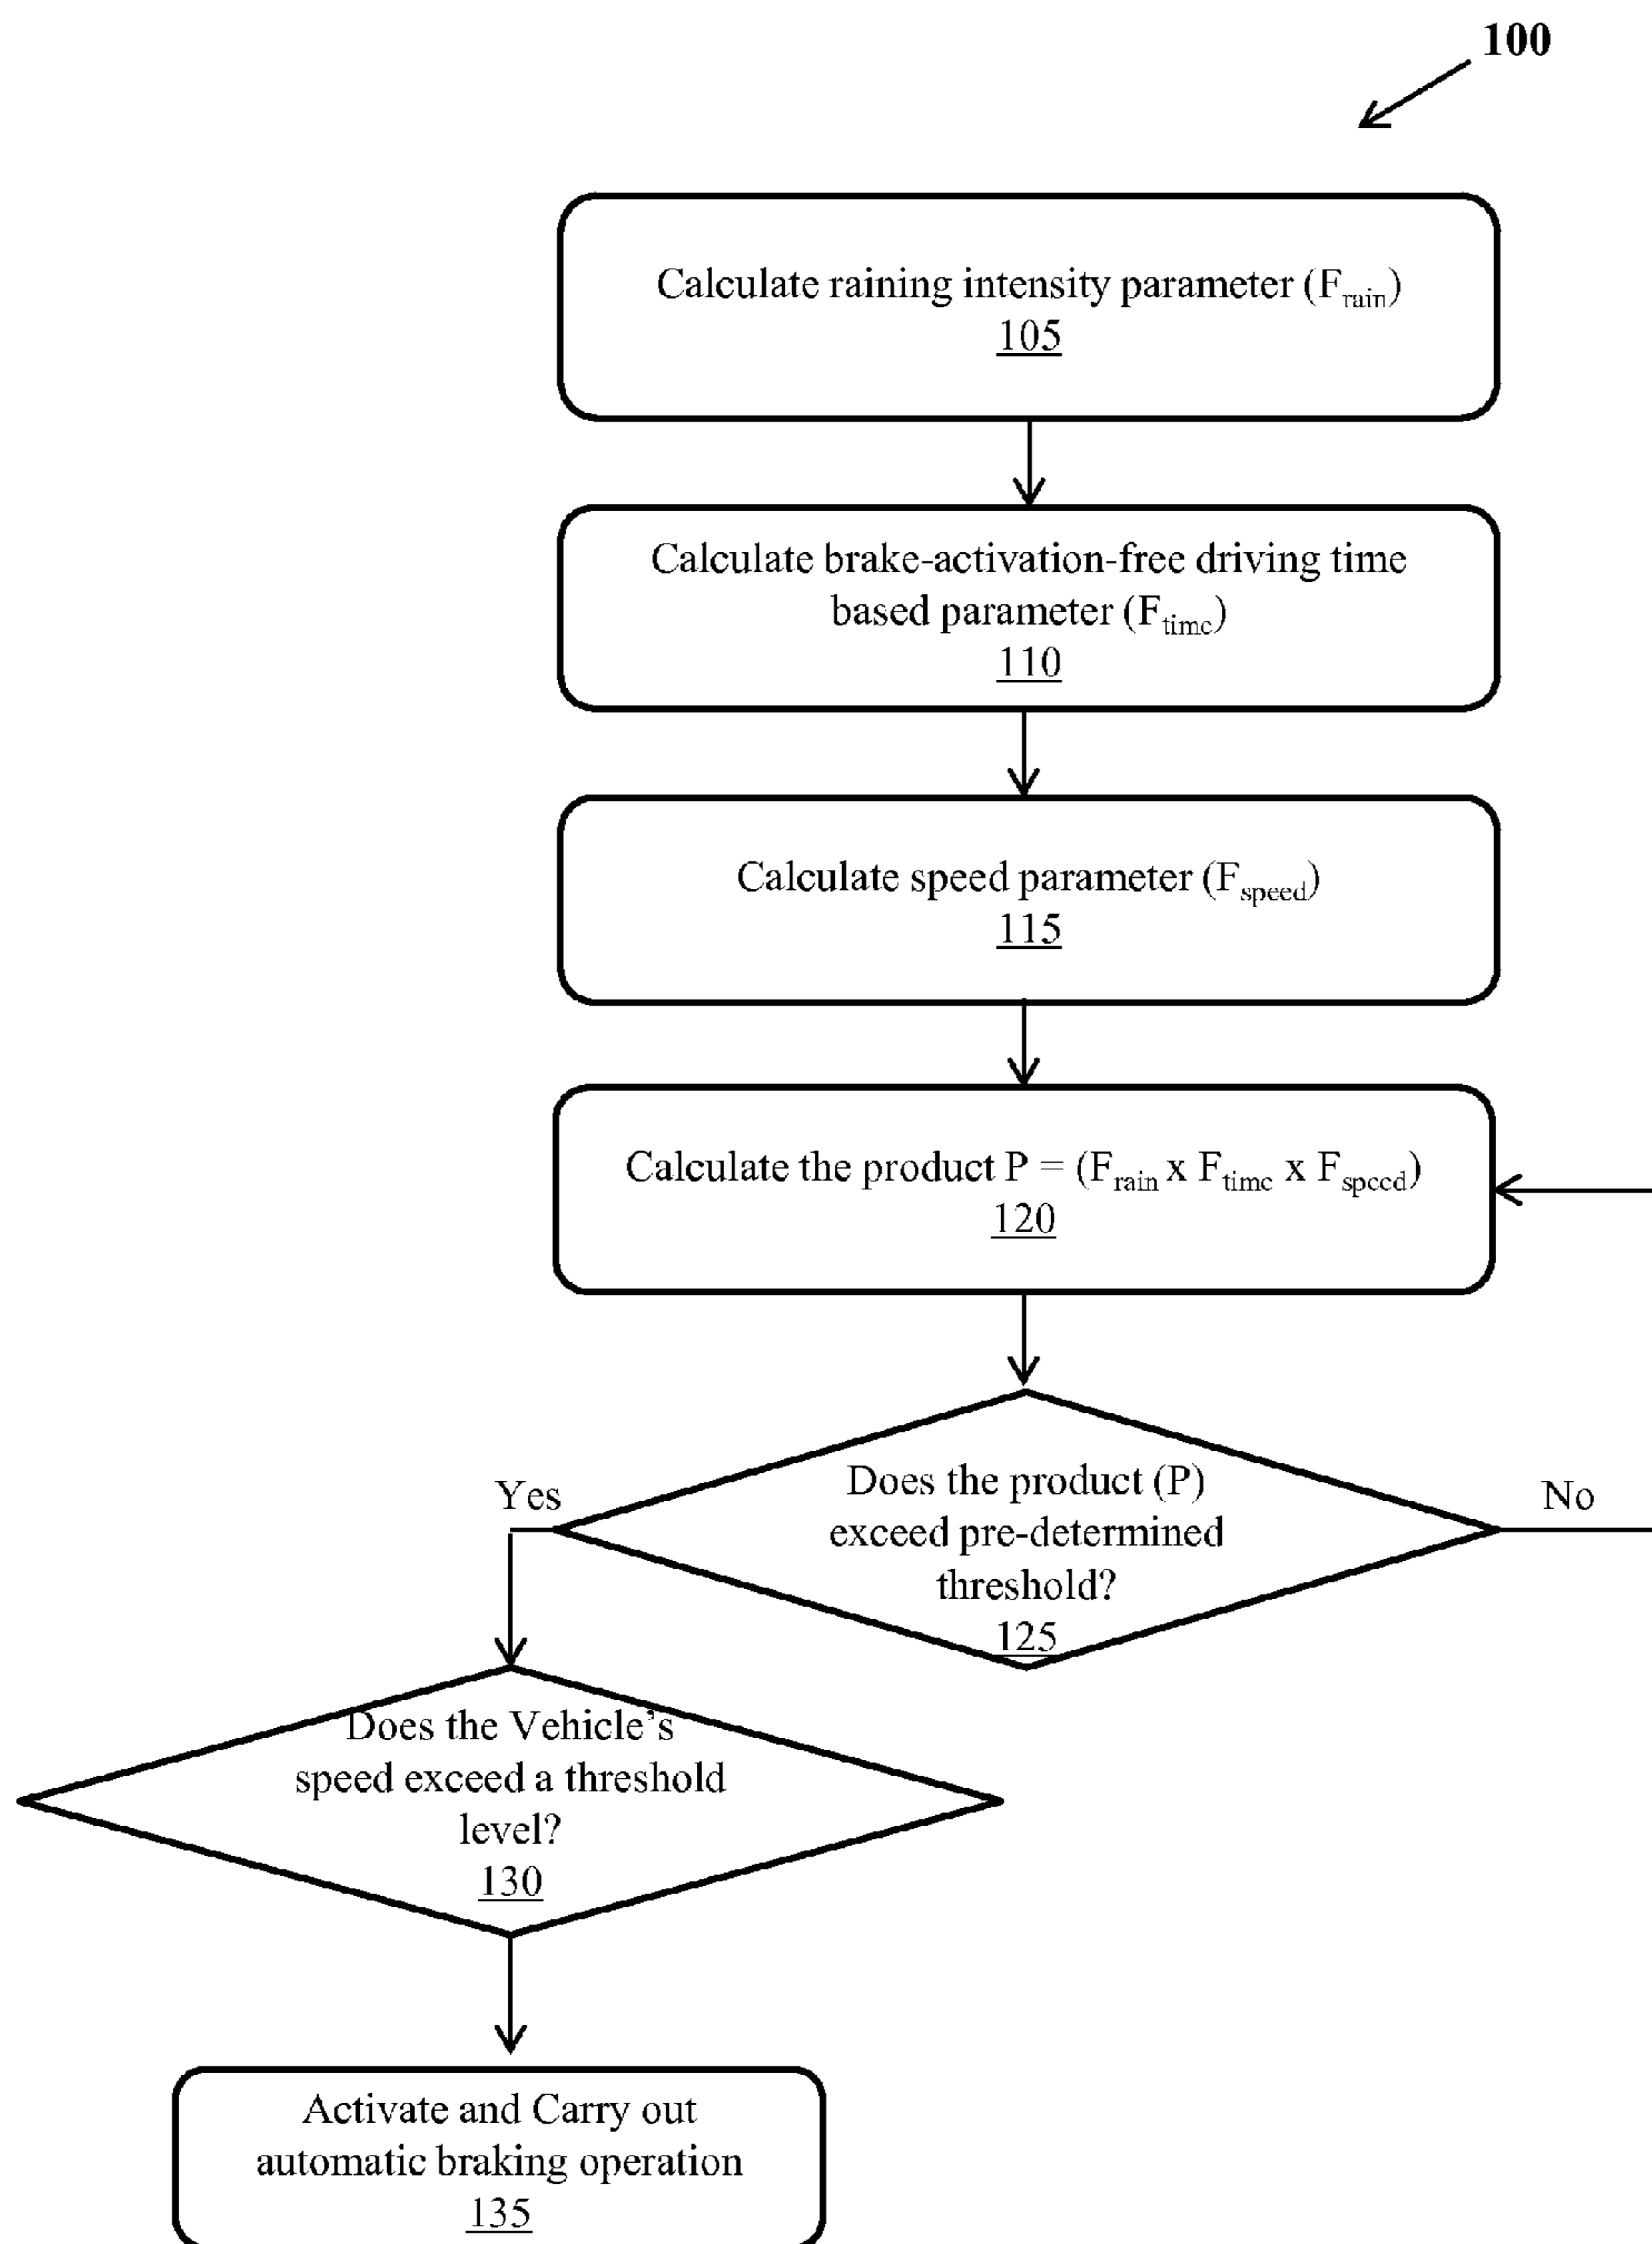 100
Calculate raining intensity parameter (Frain)
105
Calculate brake-activation-free driving time
based parameter (Ftime)
110
Calculate speed parameter (Fspeed)
115
Calculate the product P = (Frain x Ftime x Fspeed)
120
Does the product (P)
exceed pre-determined
threshold?
125
Yes
No
Does the Vehicle's
speed exceed a threshold
level?
130
Activate and Carry out
automatic braking operation
135